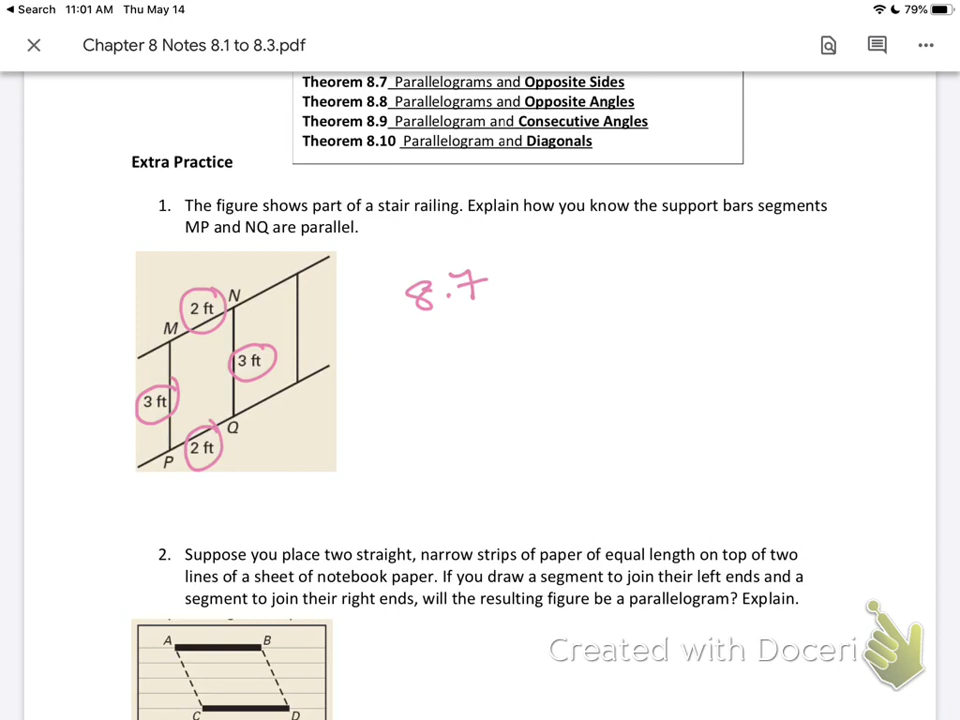 Search 11:01 AM Thu May 14 79%
Chapter 8 Notes 8.1 to 8.3.pdf
Theorem 8.7 Parallelograms and Opposite Sides
Theorem 8.8 Parallelograms and Opposite Angles
Theorem 8.9 Parallelogram and Consecutive Angles
Theorem 8.10 Parallelogram and Diagonals
Extra Practice
1. The figure shows part of a stair railing. Explain how you know the support bars segments
MP and NQ are parallel.
8.7
N
2 ft
M
3 ft
3 ft
Q
2 ft
P
2. Suppose you place two straight, narrow strips of paper of equal length on top of two
lines of a sheet of notebook paper. If you draw a segment to join their left ends and a
segment to join their right ends, will the resulting figure be a parallelogram? Explain.
A B
Created with Doceri
C D